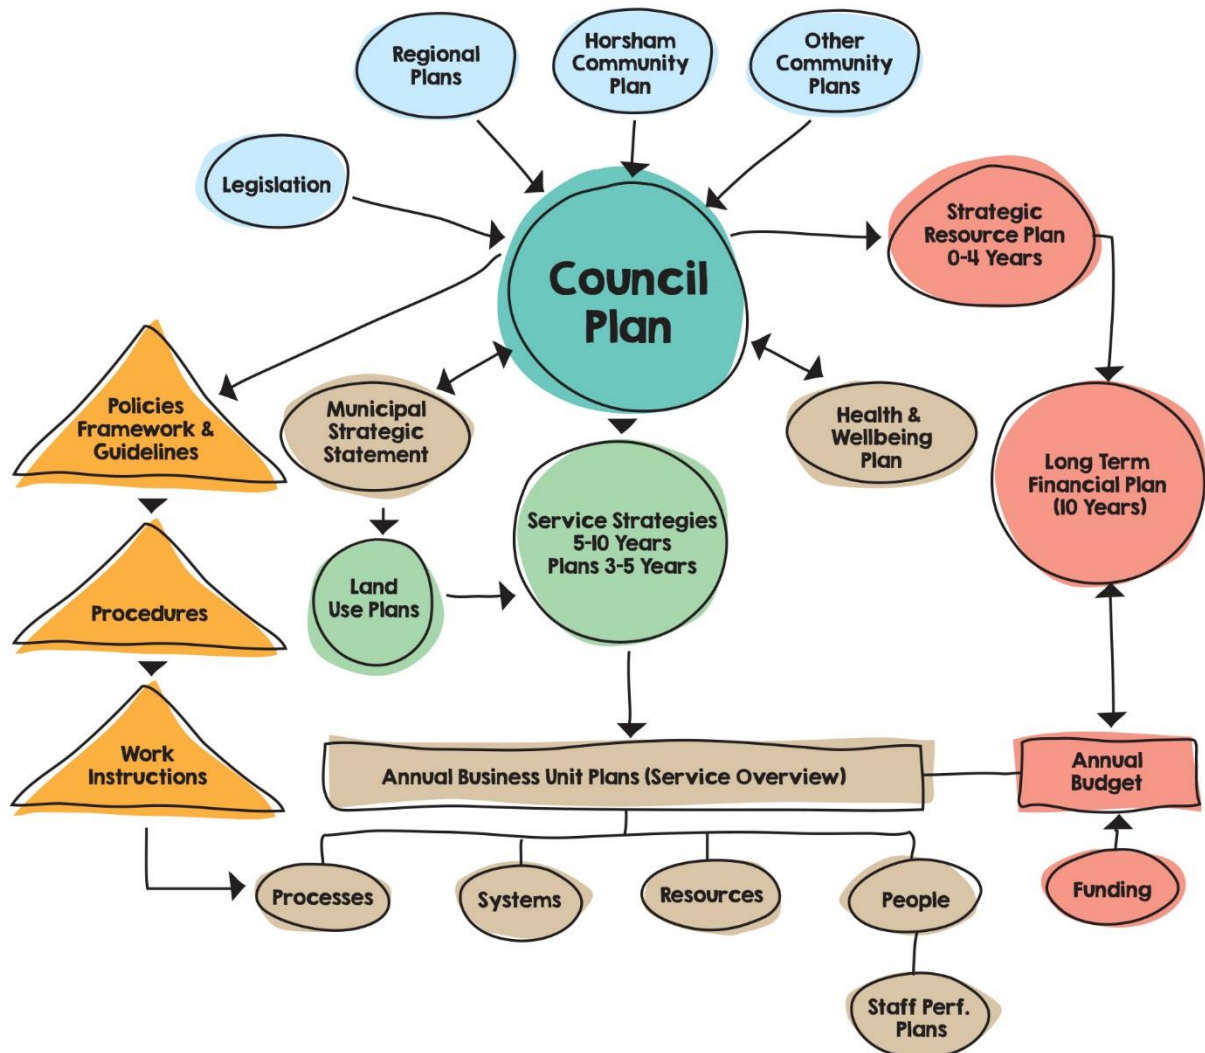 Regional
Plans
Horsham
Community
Plan
Other
Community
Plans
Legislation
Strategic
Resource Plan
0-4 Years
Council
Plan
Policies
Framework &
Guidelines
Municipal
Strategic
Statement
Health &
Wellbeing
Plan
Long Term
Financial Plan
(10 Years)
Service Strategies
5-10 Years
Plans 3-5 Years
Land
Use Plans
Procedures
Work
Instructions
Annual Business Unit Plans (Service Overview)
Annual
Budget
Processes
Systems
Resources
People
Funding
Staff Perf.
Plans